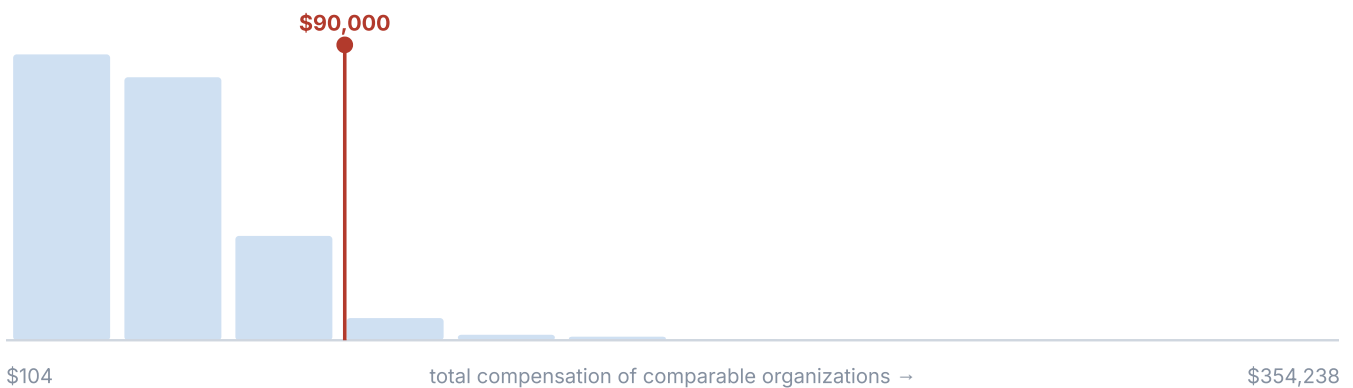 $90,000
$104
total compensation of comparable organizations →
$354,238